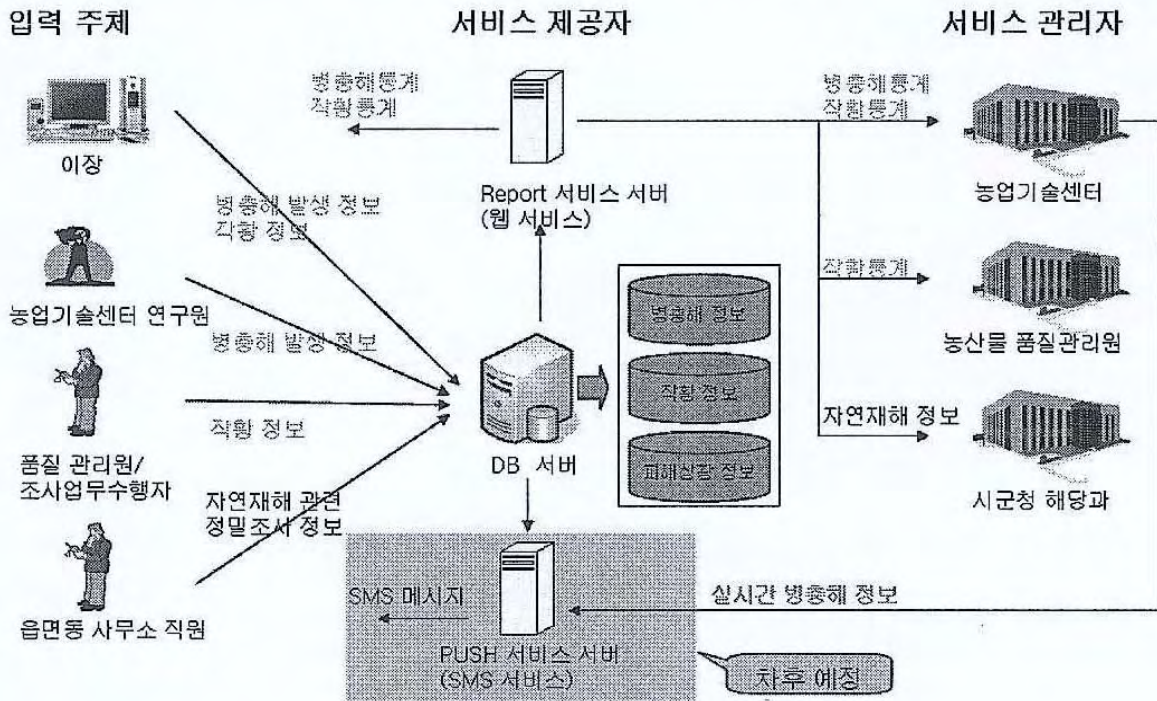 입력 주체
서비스 제공자
서비스 관리자
이장
농업기술센터 연구원
품질 관리원/
조사업무수행자
읍면동 사무소 직원
병충해 발생 정보
작황 정보
병충해 발생 정보
작황 정보
자연재해 관련
정밀조사 정보
병충해통계
작황통계
Report 서비스 서버
(웹 서비스)
DB 서버
병충해 정보
작황 정보
피해상황 정보
SMS 메시지
PUSH 서비스 서버
(SMS 서비스)
차후 예정
병충해통계
작황통계
농업기술센터
작황통계
농산물 품질관리원
자연재해 정보
시군청 해당과
실시간 병충해 정보